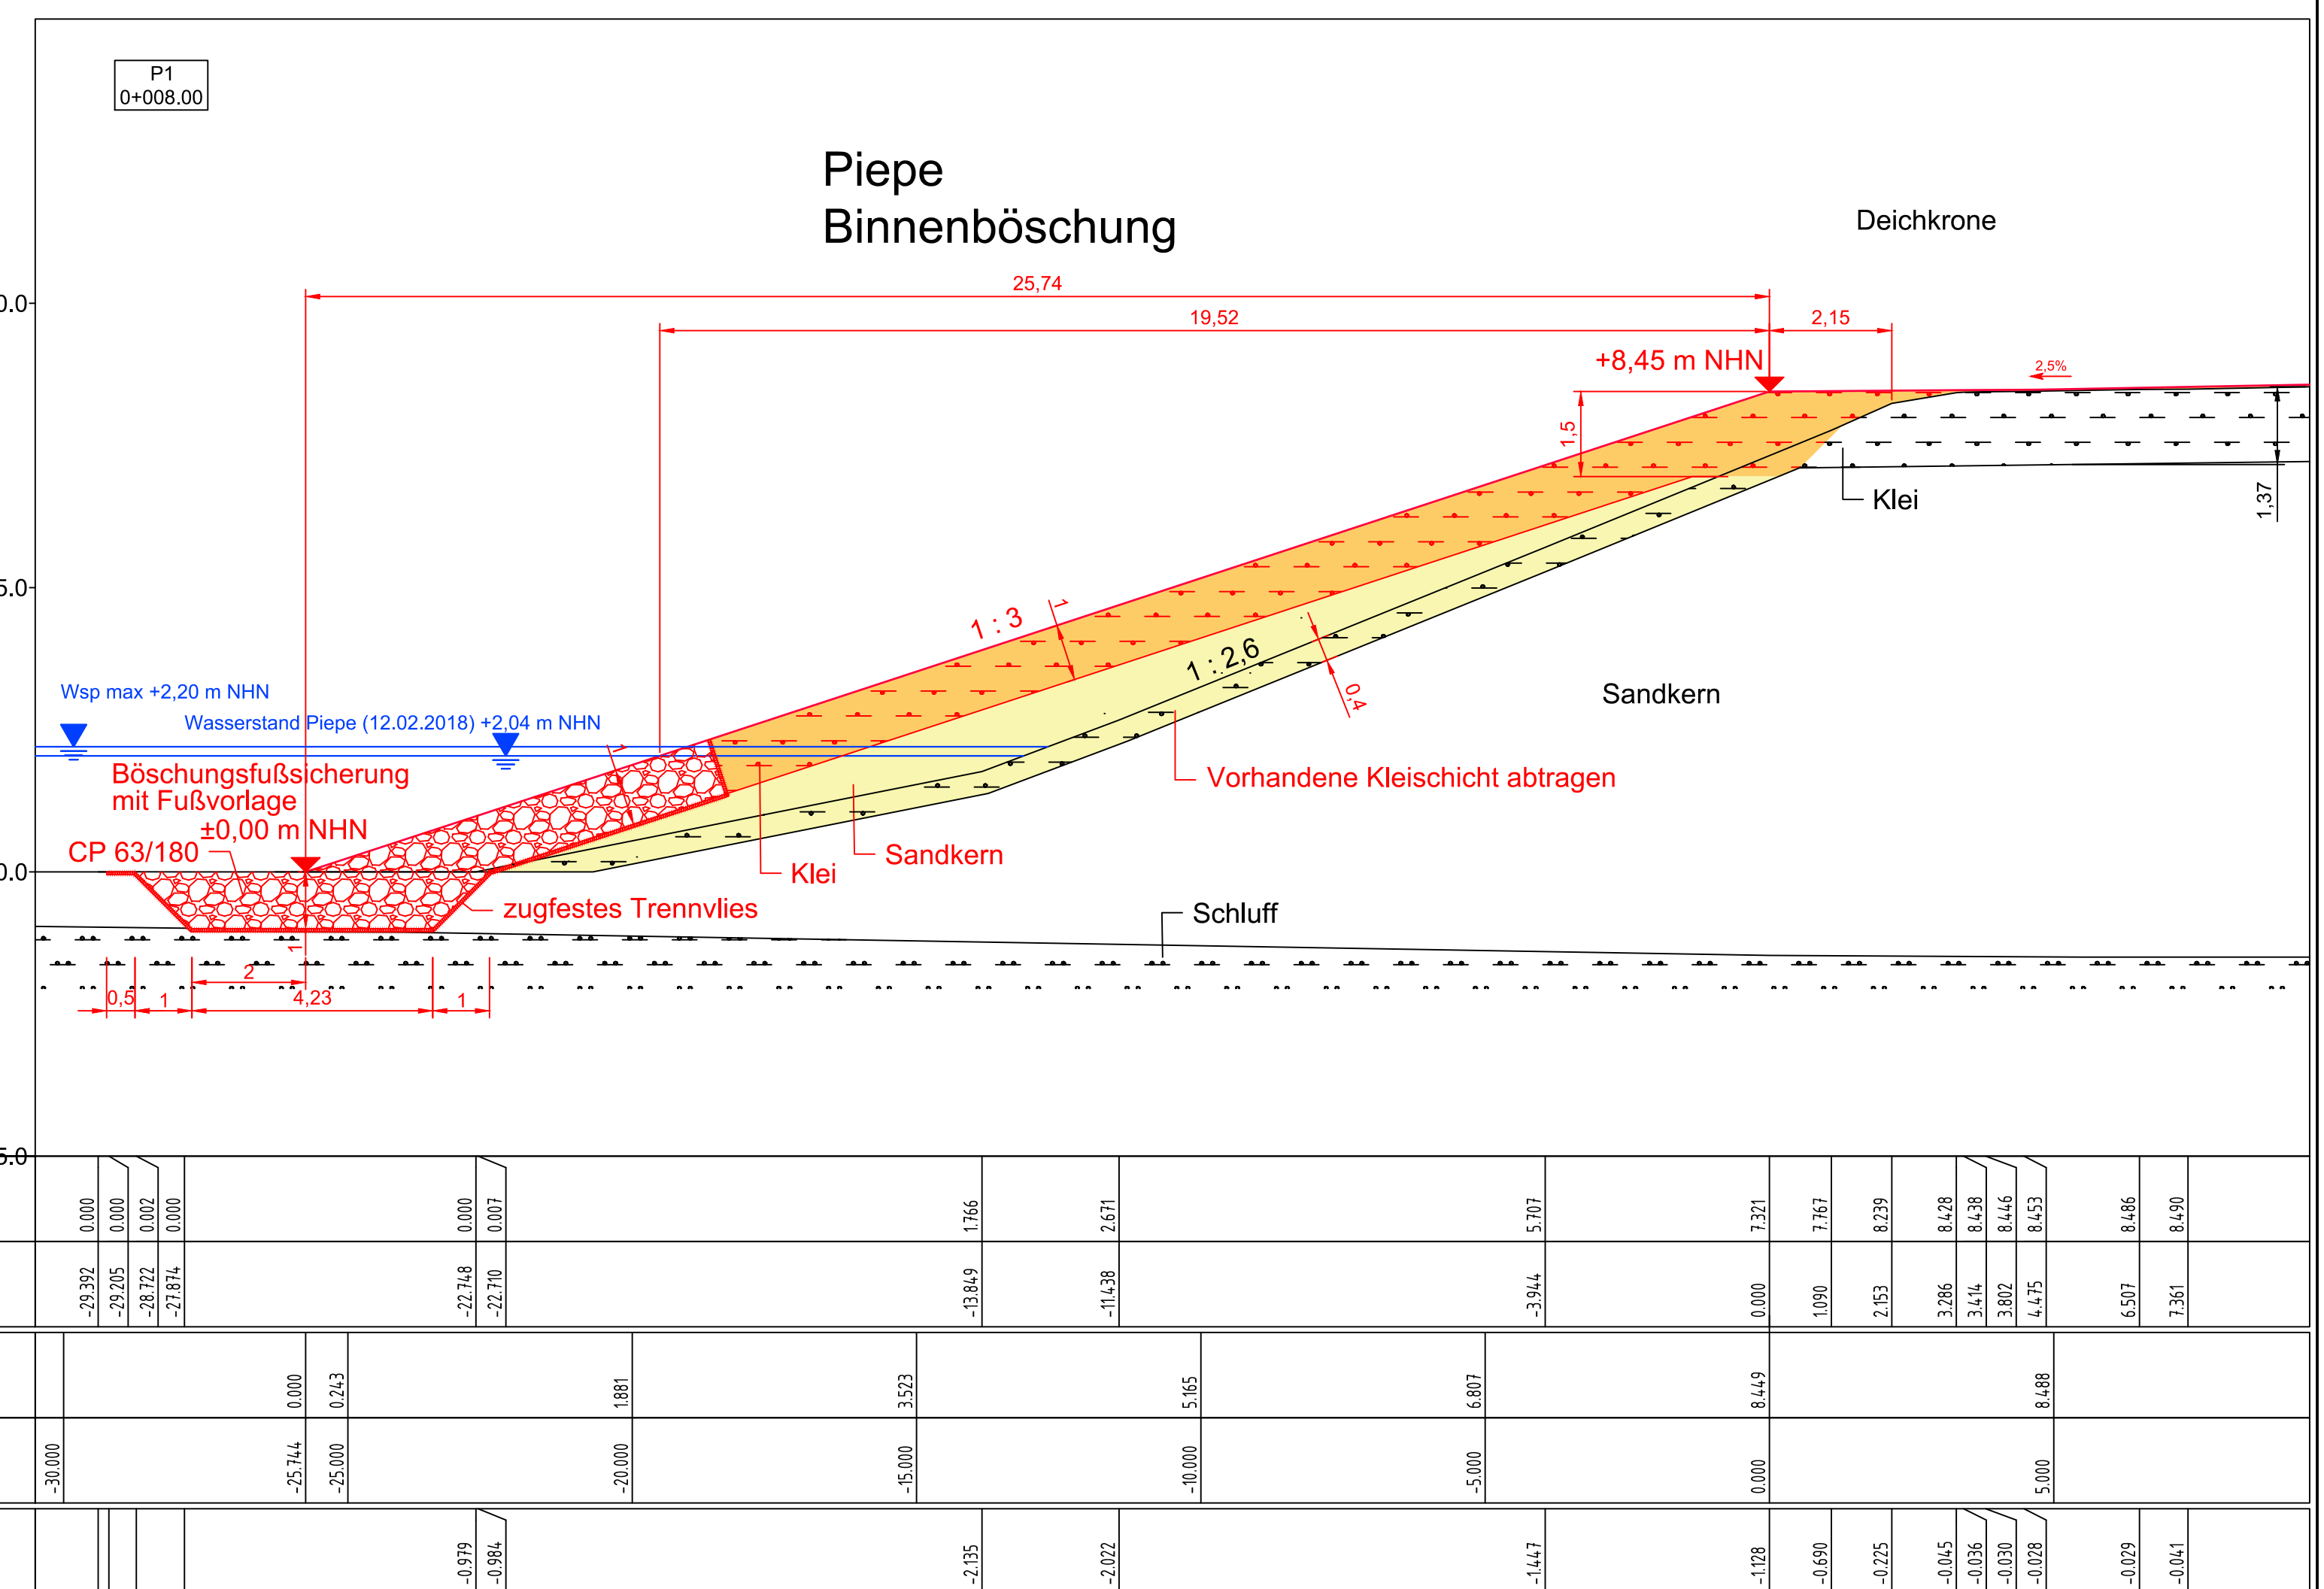 P1
0+008.00
Piepe
Binnenböschung
Deichkrone
25,74
19,52
2,15
+8,45 m NHN
2,5%
1,5
1,37
Klei
1 : 3
1
1 : 2,6
0,4
Sandkern
Wsp max +2,20 m NHN
Wasserstand Piepe (12.02.2018) +2,04 m NHN
1
Böschungsfußsicherung
mit Fußvorlage
±0,00 m NHN
CP 63/180
Vorhandene Kleischicht abtragen
Sandkern
Klei
zugfestes Trennvlies
Schluff
1
2
0,5
1
4,23
1
0.000 0.000 0.002 0.000 0.000 0.007 1.766 2.671 5.707 7.321 7.767 8.239 8.428 8.438 8.446 8.453 8.486 8.490
-29.392 -29.205 -28.722 -27.874 -22.748 -22.710 -13.849 -11.438 -3.944 0.000 1.090 2.153 3.286 3.414 3.802 4.475 6.507 7.361
0.000 0.243 1.881 3.523 5.165 6.807 8.449 8.488
-30.000 -25.744 -25.000 -20.000 -15.000 -10.000 -5.000 0.000 5.000
-0.979 -0.984 -2.135 -2.022 -1.447 -1.128 -0.690 -0.225 -0.045 -0.036 -0.030 -0.028 -0.029 -0.041